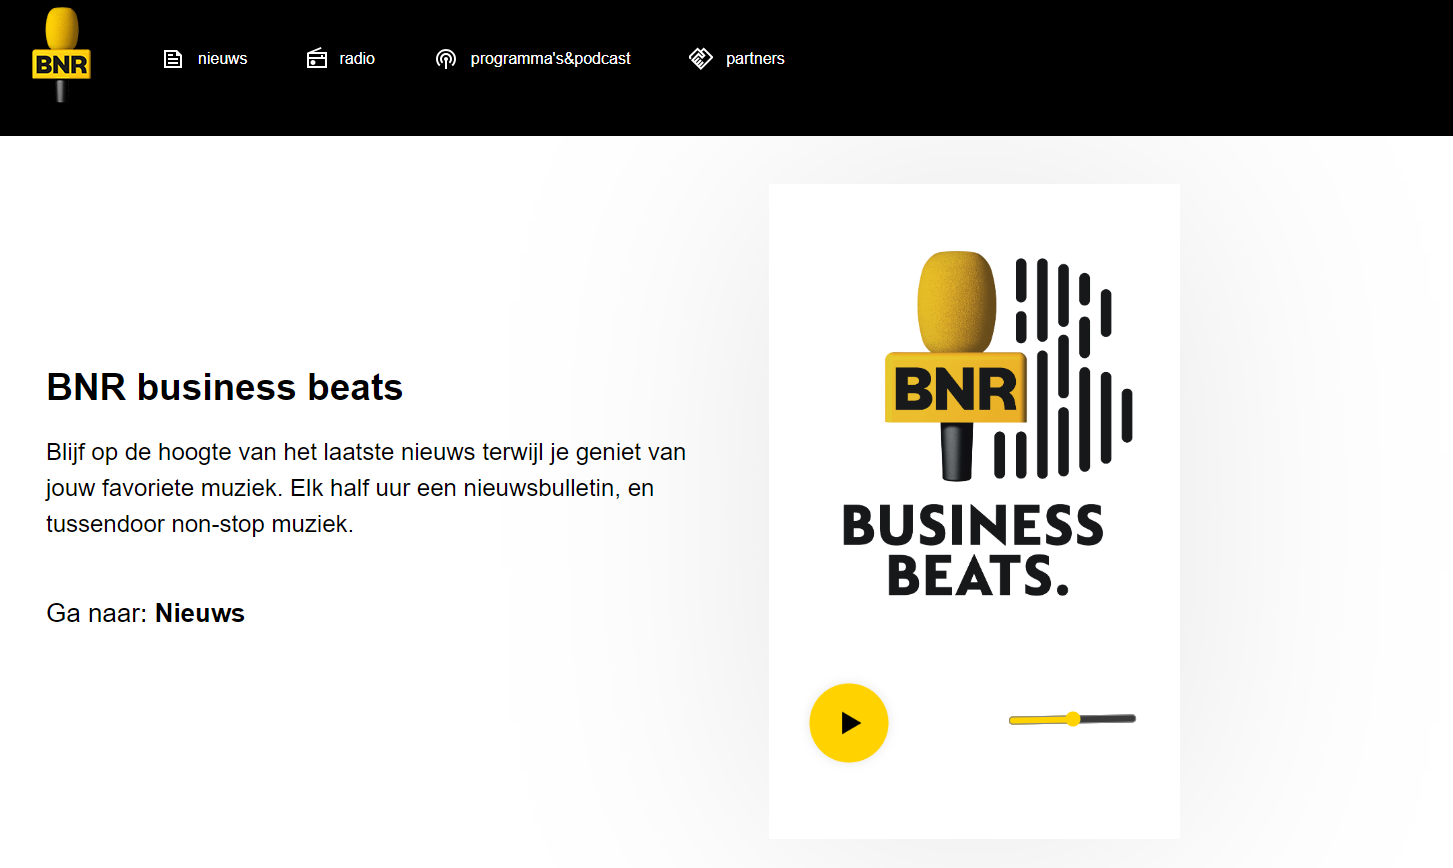 BNR
nieuws
radio
programma's&podcast
partners
BNR business beats
Blijf op de hoogte van het laatste nieuws terwijl je geniet van
jouw favoriete muziek. Elk half uur een nieuwsbulletin, en
tussendoor non-stop muziek.
Ga naar: Nieuws
BNR
BUSINESS
BEATS.